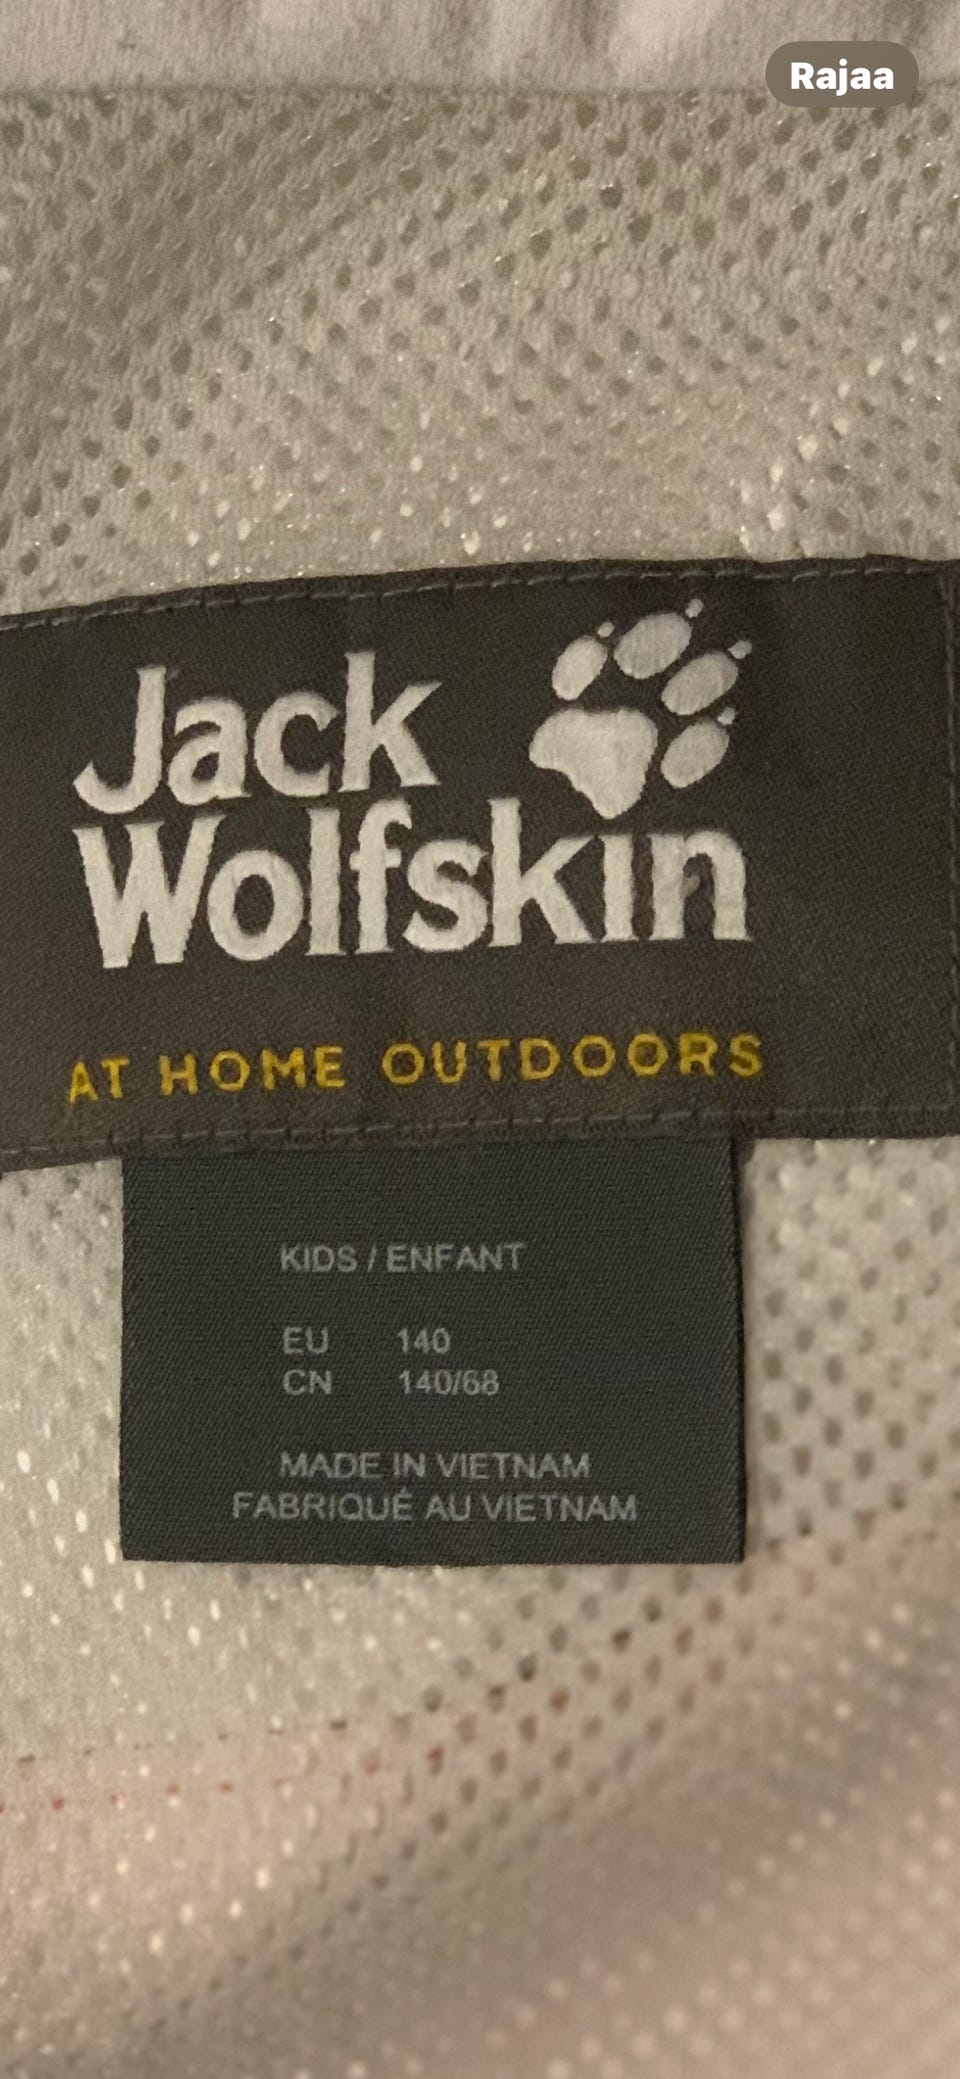 Rajaa
Jack
Wolfskin
AT HOME OUTDOORS
KIDS / ENFANT
EU 140
CN 140/68
MADE IN VIETNAM
FABRIQUÉ AU VIETNAM